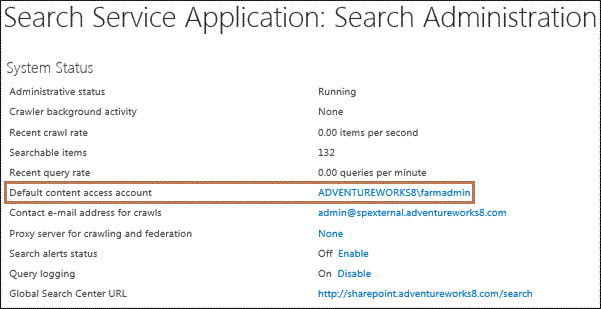 Search Service Application: Search Administration
System Status
Administrative status Running
Crawler background activity None
Recent crawl rate 0.00 items per second
Searchable items 132
Recent query rate 0.00 queries per minute
Default content access account ADVENTUREWORKS8\farmadmin
Contact e-mail address for crawls admin@spexternal.adventureworks8.com
Proxy server for crawling and federation None
Search alerts status Off Enable
Query logging On Disable
Global Search Center URL http://sharepoint.adventureworks8.com/search